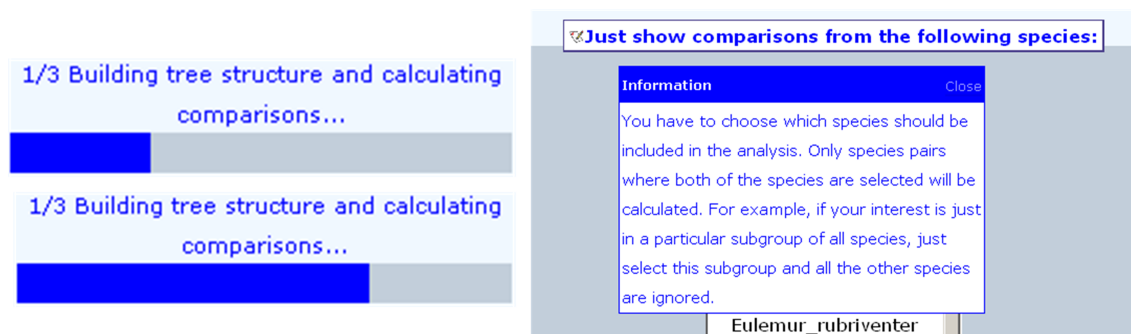 1/3 Building tree structure and calculating
comparisons...
1/3 Building tree structure and calculating
comparisons...
Just show comparisons from the following species:
Information Close
You have to choose which species should be
included in the analysis. Only species pairs
where both of the species are selected will be
calculated. For example, if your interest is just
in a particular subgroup of all species, just
select this subgroup and all the other species
are ignored.
Eulemur_rubriventer